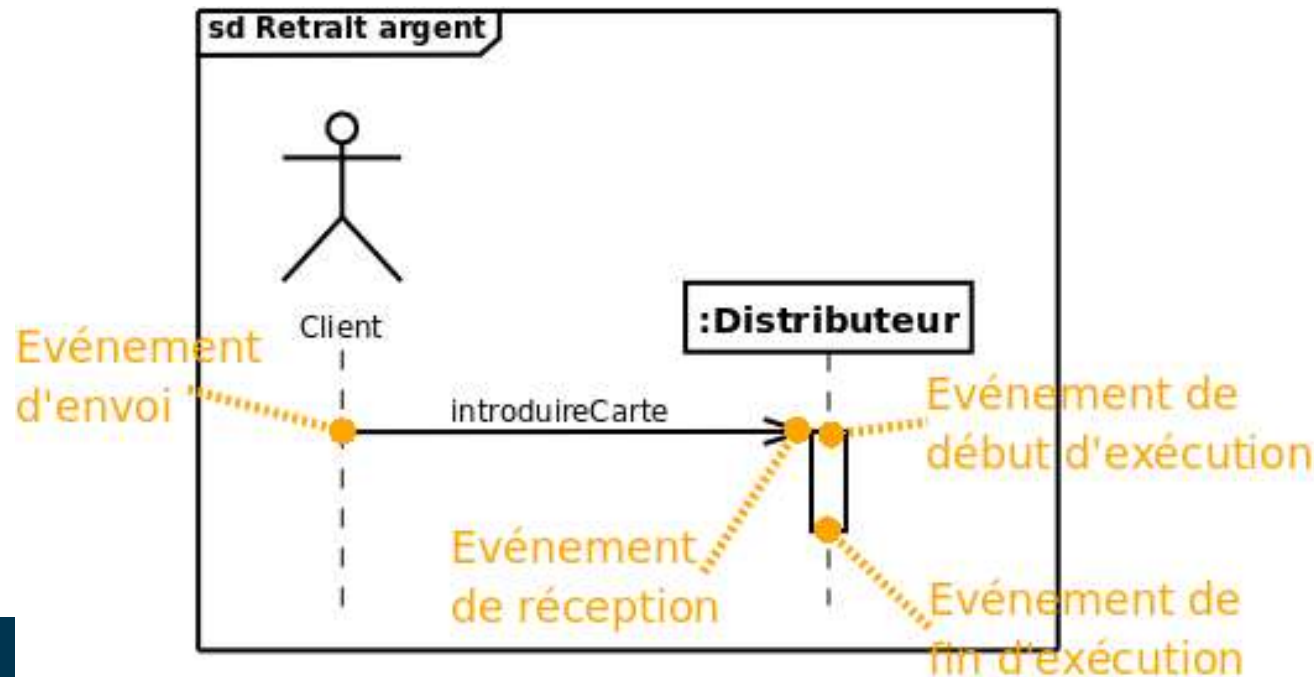 sd Retrait argent
Client
:Distributeur
Evénement
d'envoi
introduireCarte
Evénement de
début d'exécution
Evénement
de réception
Evénement de
fin d'exécution